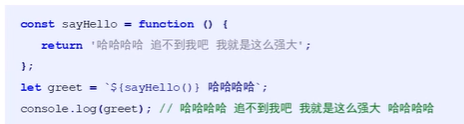 const sayHello = function () {
return '哈哈哈哈 追不到我吧 我就是这么强大';
};
let greet = `${sayHello()} 哈哈哈哈`;
console.log(greet); // 哈哈哈哈 追不到我吧 我就是这么强大 哈哈哈哈